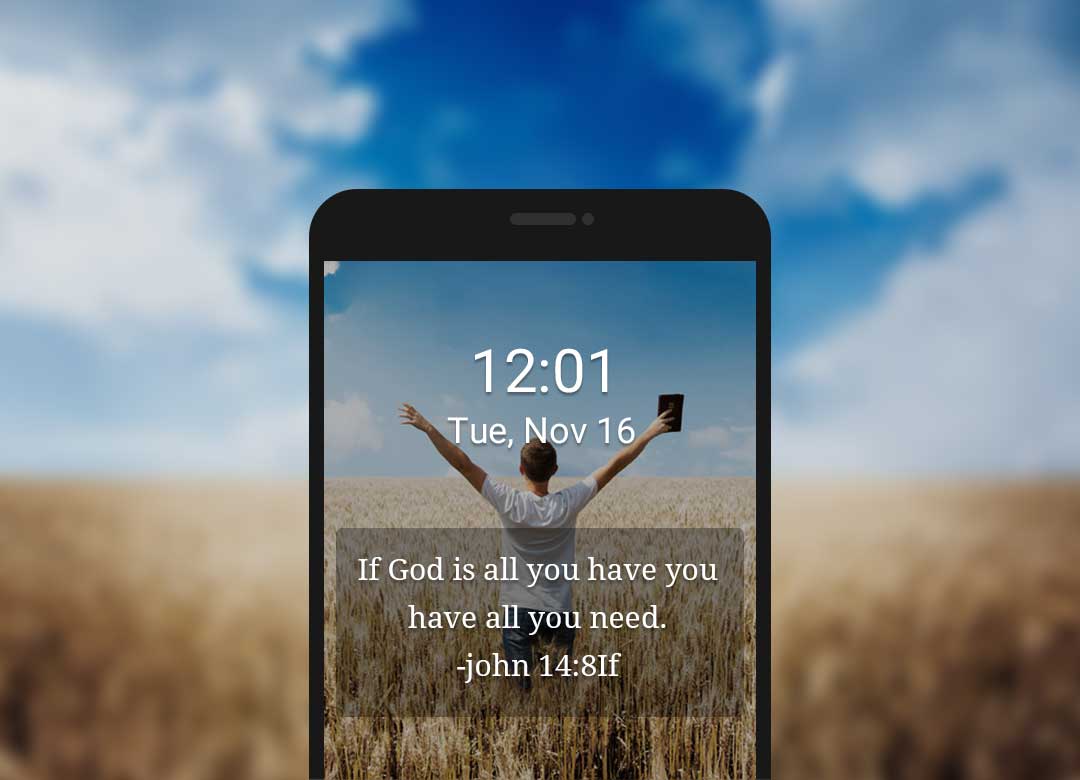 12:01
Tue, Nov 16
If God is all you have you
have all you need.
-john 14:8If